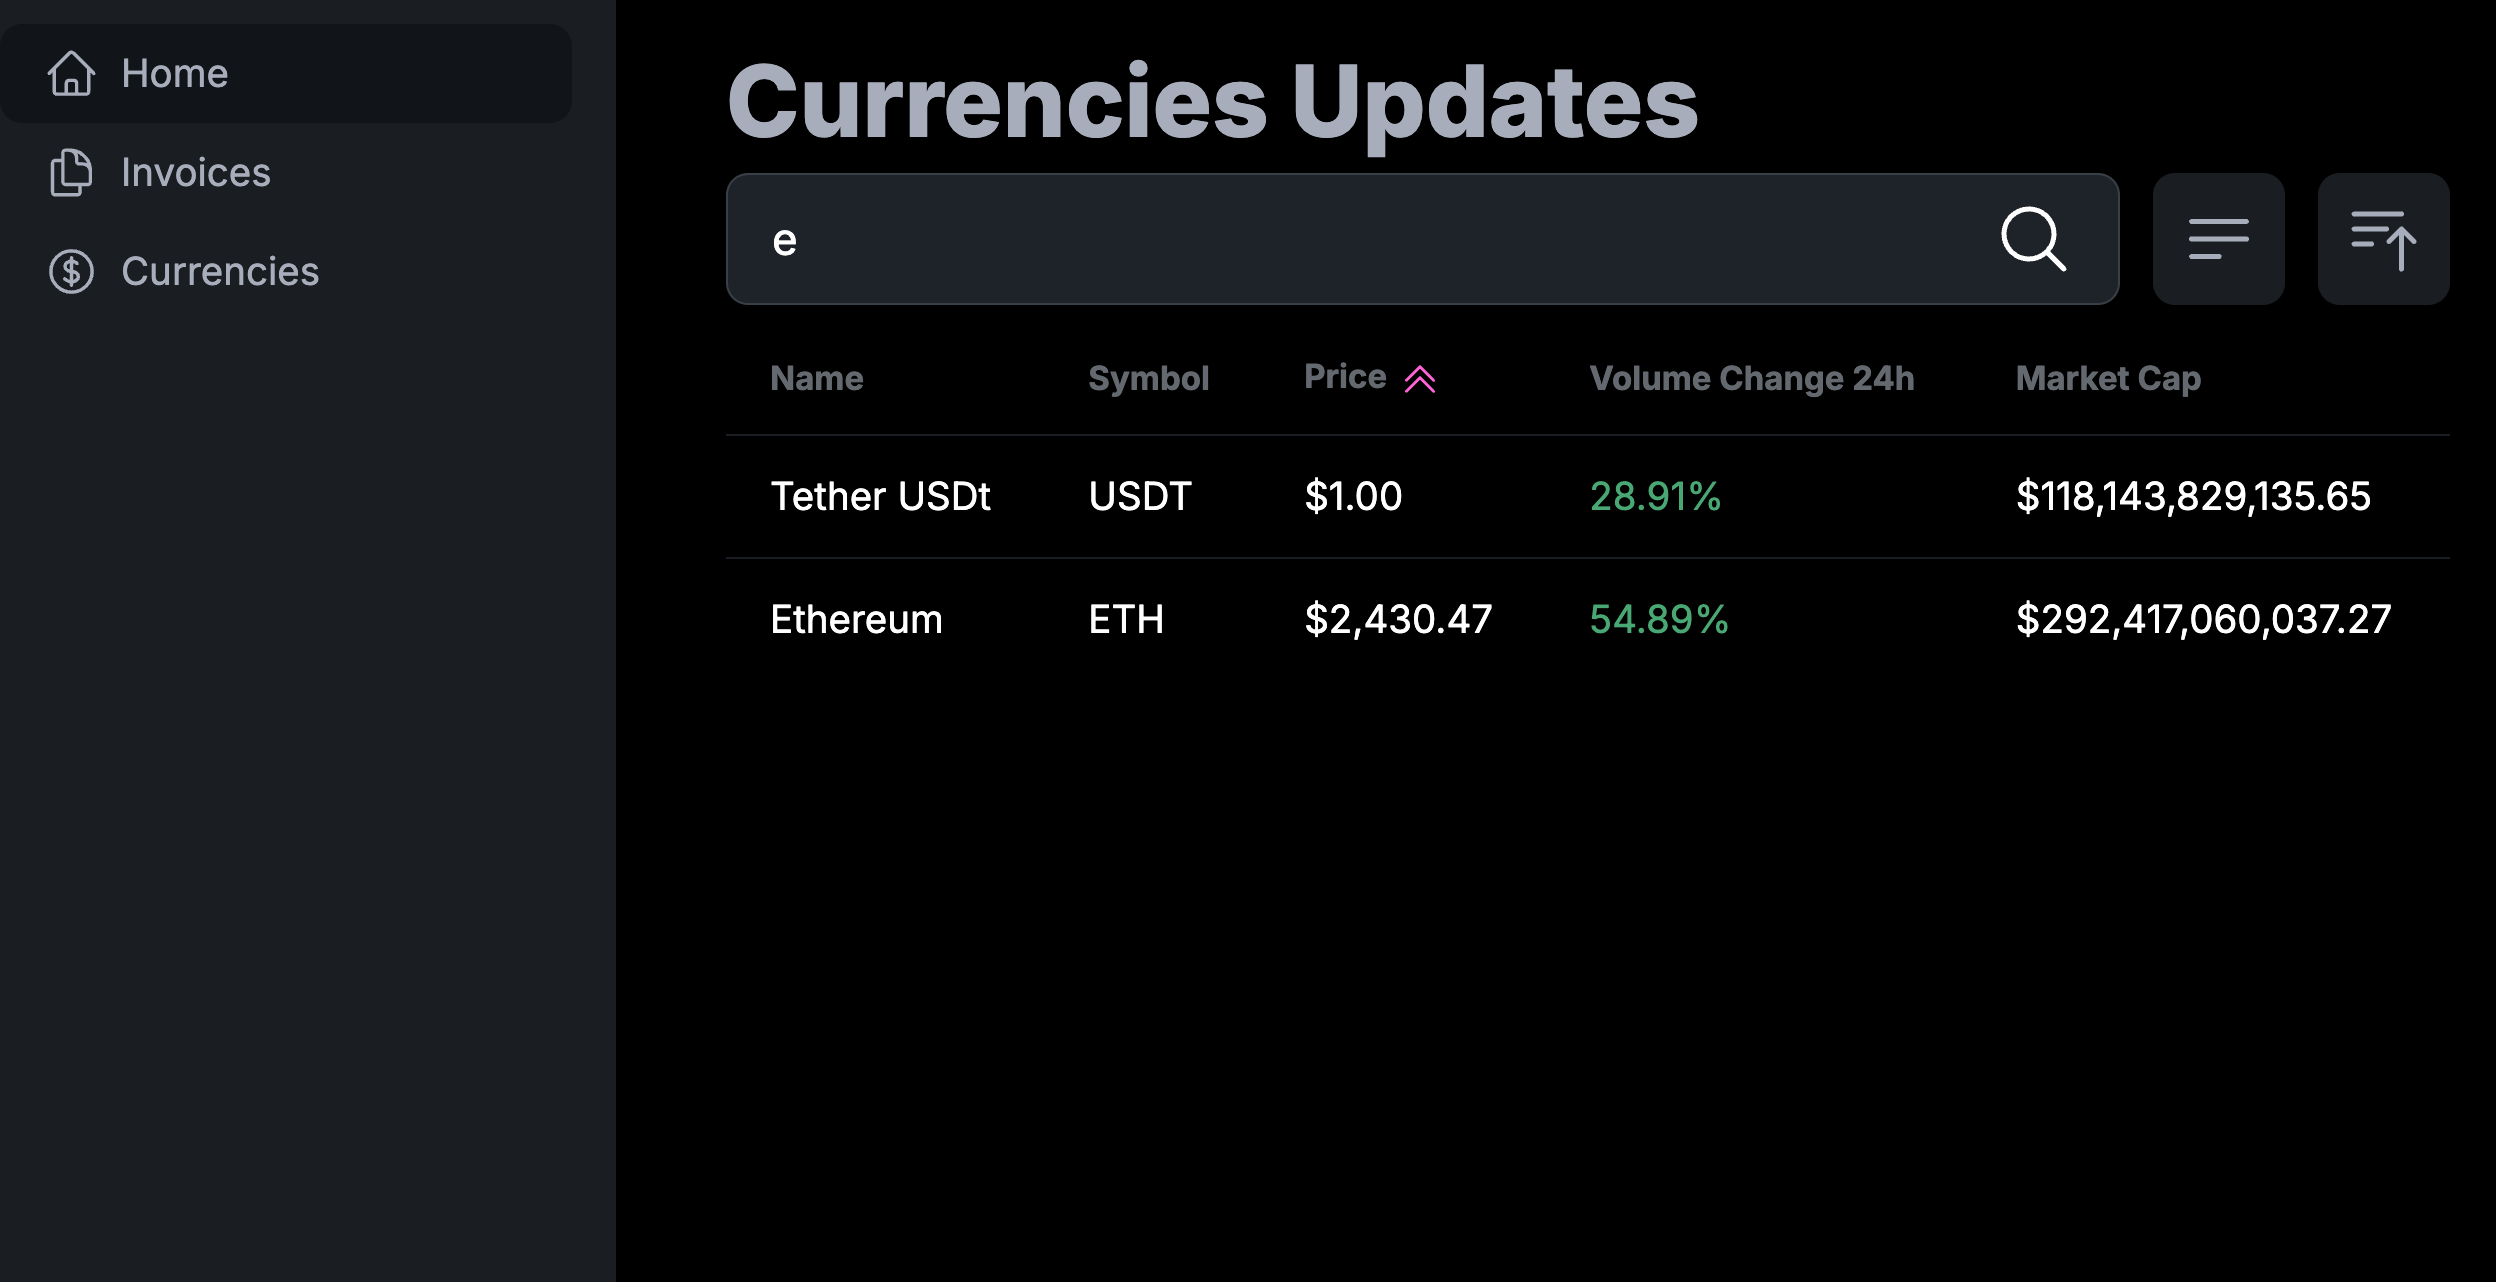 Home
Invoices
Currencies
Currencies Updates
e
Name Symbol Price Volume Change 24h Market Cap
Tether USDt USDT $1.00 28.91% $118,143,829,135.65
Ethereum ETH $2,430.47 54.89% $292,417,060,037.27